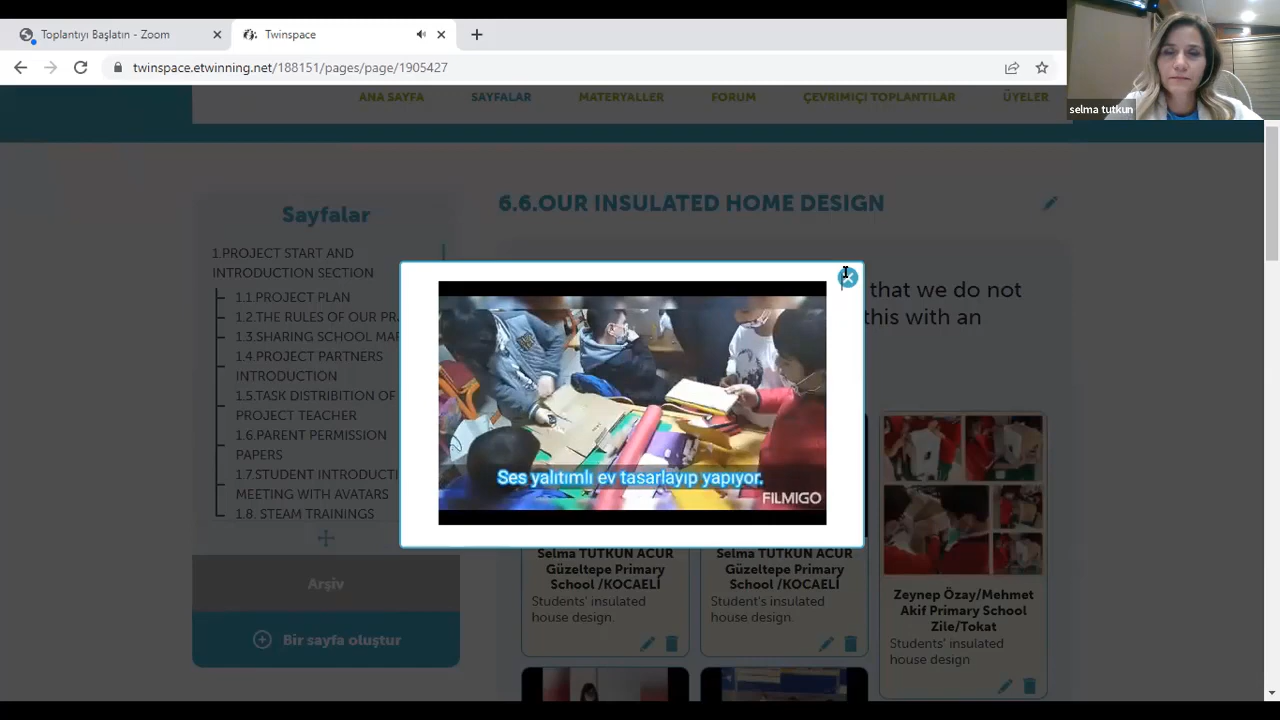 Toplantıyı Başlatın - Zoom
Twinspace
twinspace.etwinning.net/188151/pages/page/1905427
selma tutkun
ANA SAYFA
SAYFALAR
MATERYALLER
FORUM
ÇEVRIMIÇI TOPLANTILAR
ÜYELER
Sayfalar
1.PROJECT START AND
INTRODUCTION SECTION
1.1.PROJECT PLAN
1.2.THE RULES OF OUR PR
1.3.SHARING SCHOOL MA
1.4.PROJECT PARTNERS
INTRODUCTION
1.5.TASK DISTRIBUTION OF
PROJECT TEACHER
1.6.PARENT PERMISSION
PAPERS
1.7.STUDENT INTRODUCTI
MEETING WITH AVATARS
1.8. STEAM TRAININGS
Arşiv
Bir sayfa oluştur
6.6.OUR INSULATED HOME DESIGN
that we do not
this with an
Ses yalıtımlı ev tasarlayıp yapıyor.
FILMIGO
Selma TUTKUN ACUR
Güzeltepe Primary
School /KOCAELİ
Students' insulated
house design.
Selma TUTKUN ACUR
Güzeltepe Primary
School /KOCAELİ
Student's insulated
house design.
Zeynep Özay/Mehmet
Akif Primary School
Zile/Tokat
Students' insulated
house design